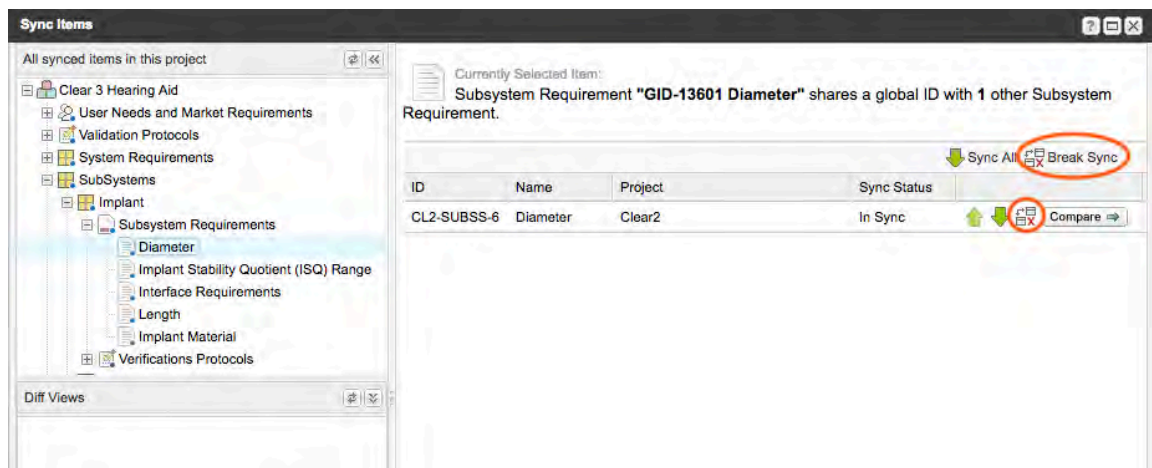 Sync Items
All synced items in this project
Clear 3 Hearing Aid
User Needs and Market Requirements
Validation Protocols
System Requirements
SubSystems
Implant
Subsystem Requirements
Diameter
Implant Stability Quotient (ISQ) Range
Interface Requirements
Length
Implant Material
Verifications Protocols
Diff Views
Currently Selected Item:
Subsystem Requirement "GID-13601 Diameter" shares a global ID with 1 other Subsystem
Requirement.
Sync All Break Sync
ID Name Project Sync Status
CL2-SUBSS-6 Diameter Clear2 In Sync Compare